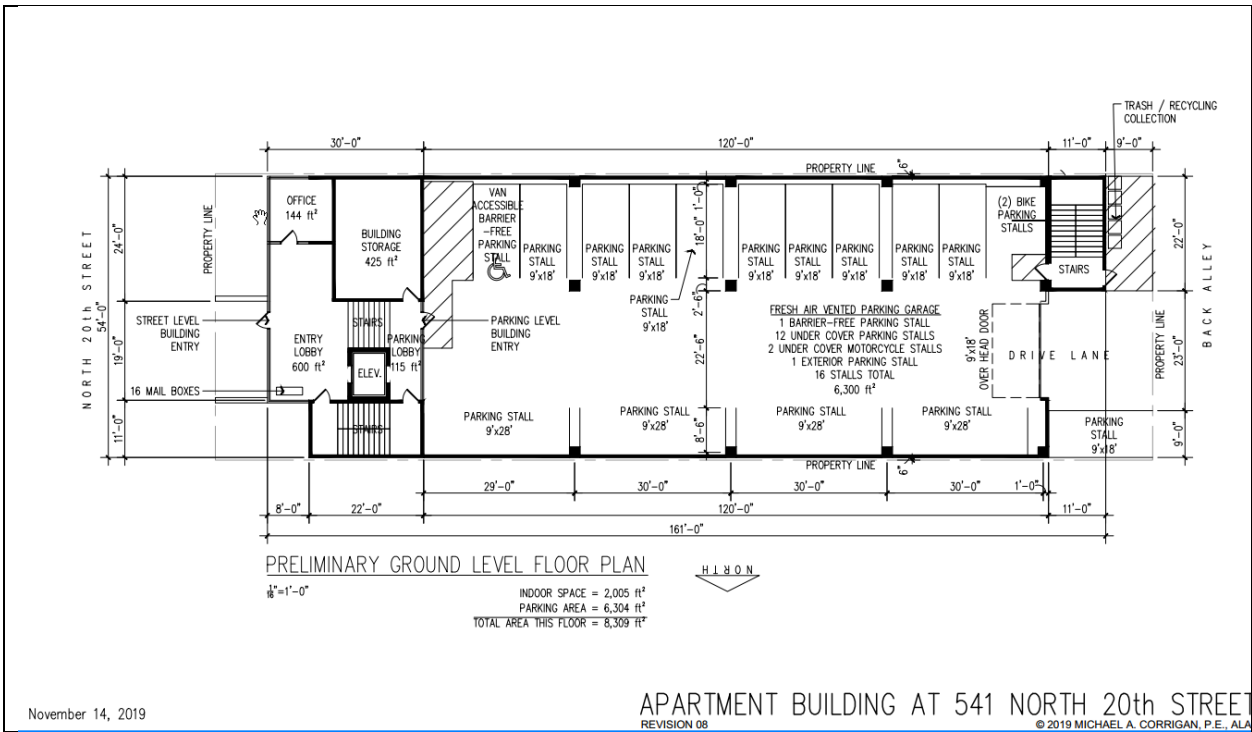 TRASH / RECYCLING
COLLECTION
30'-0"
120'-0"
11'-0"
9'-0"
PROPERTY LINE
6"
OFFICE
144 ft²
BUILDING
STORAGE
425 ft²
VAN
ACCESSIBLE
BARRIER
-FREE
PARKING
STALL
PARKING
STALL
9'x18'
PARKING
STALL
9'x18'
PARKING
STALL
9'x18'
PARKING
STALL
9'x18'
1'-0"
18'-0"
2'-6"
22'-6"
8'-6"
PARKING
STALL
9'x18'
PARKING
STALL
9'x18'
PARKING
STALL
9'x18'
PARKING
STALL
9'x18'
PARKING
STALL
9'x18'
(2) BIKE
PARKING
STALLS
STAIRS
22'-0"
23'-0"
9'-0"
BACK ALLEY
PROPERTY LINE
NORTH 20th STREET
54'-0"
24'-0"
19'-0"
11'-0"
PROPERTY LINE
STREET LEVEL
BUILDING
ENTRY
16 MAIL BOXES
ENTRY
LOBBY
600 ft²
STAIRS
ELEV.
PARKING
LOBBY
115 ft²
STAIRS
PARKING LEVEL
BUILDING
ENTRY
FRESH AIR VENTED PARKING GARAGE
1 BARRIER-FREE PARKING STALL
12 UNDER COVER PARKING STALLS
2 UNDER COVER MOTORCYCLE STALLS
1 EXTERIOR PARKING STALL
16 STALLS TOTAL
6,300 ft²
9'x18'
OVER HEAD DOOR
DRIVE LANE
PARKING STALL
9'x28'
PARKING STALL
9'x28'
PARKING STALL
9'x28'
PARKING STALL
9'x28'
PARKING
STALL
9'x18'
PROPERTY LINE
6"
29'-0"
30'-0"
30'-0"
30'-0"
1'-0"
8'-0"
22'-0"
120'-0"
11'-0"
161'-0"
PRELIMINARY GROUND LEVEL FLOOR PLAN
1/16"=1'-0"
INDOOR SPACE = 2,005 ft²
PARKING AREA = 6,304 ft²
TOTAL AREA THIS FLOOR = 8,309 ft²
NORTH
November 14, 2019
APARTMENT BUILDING AT 541 NORTH 20th STREET
REVISION 08
© 2019 MICHAEL A. CORRIGAN, P.E., ALA